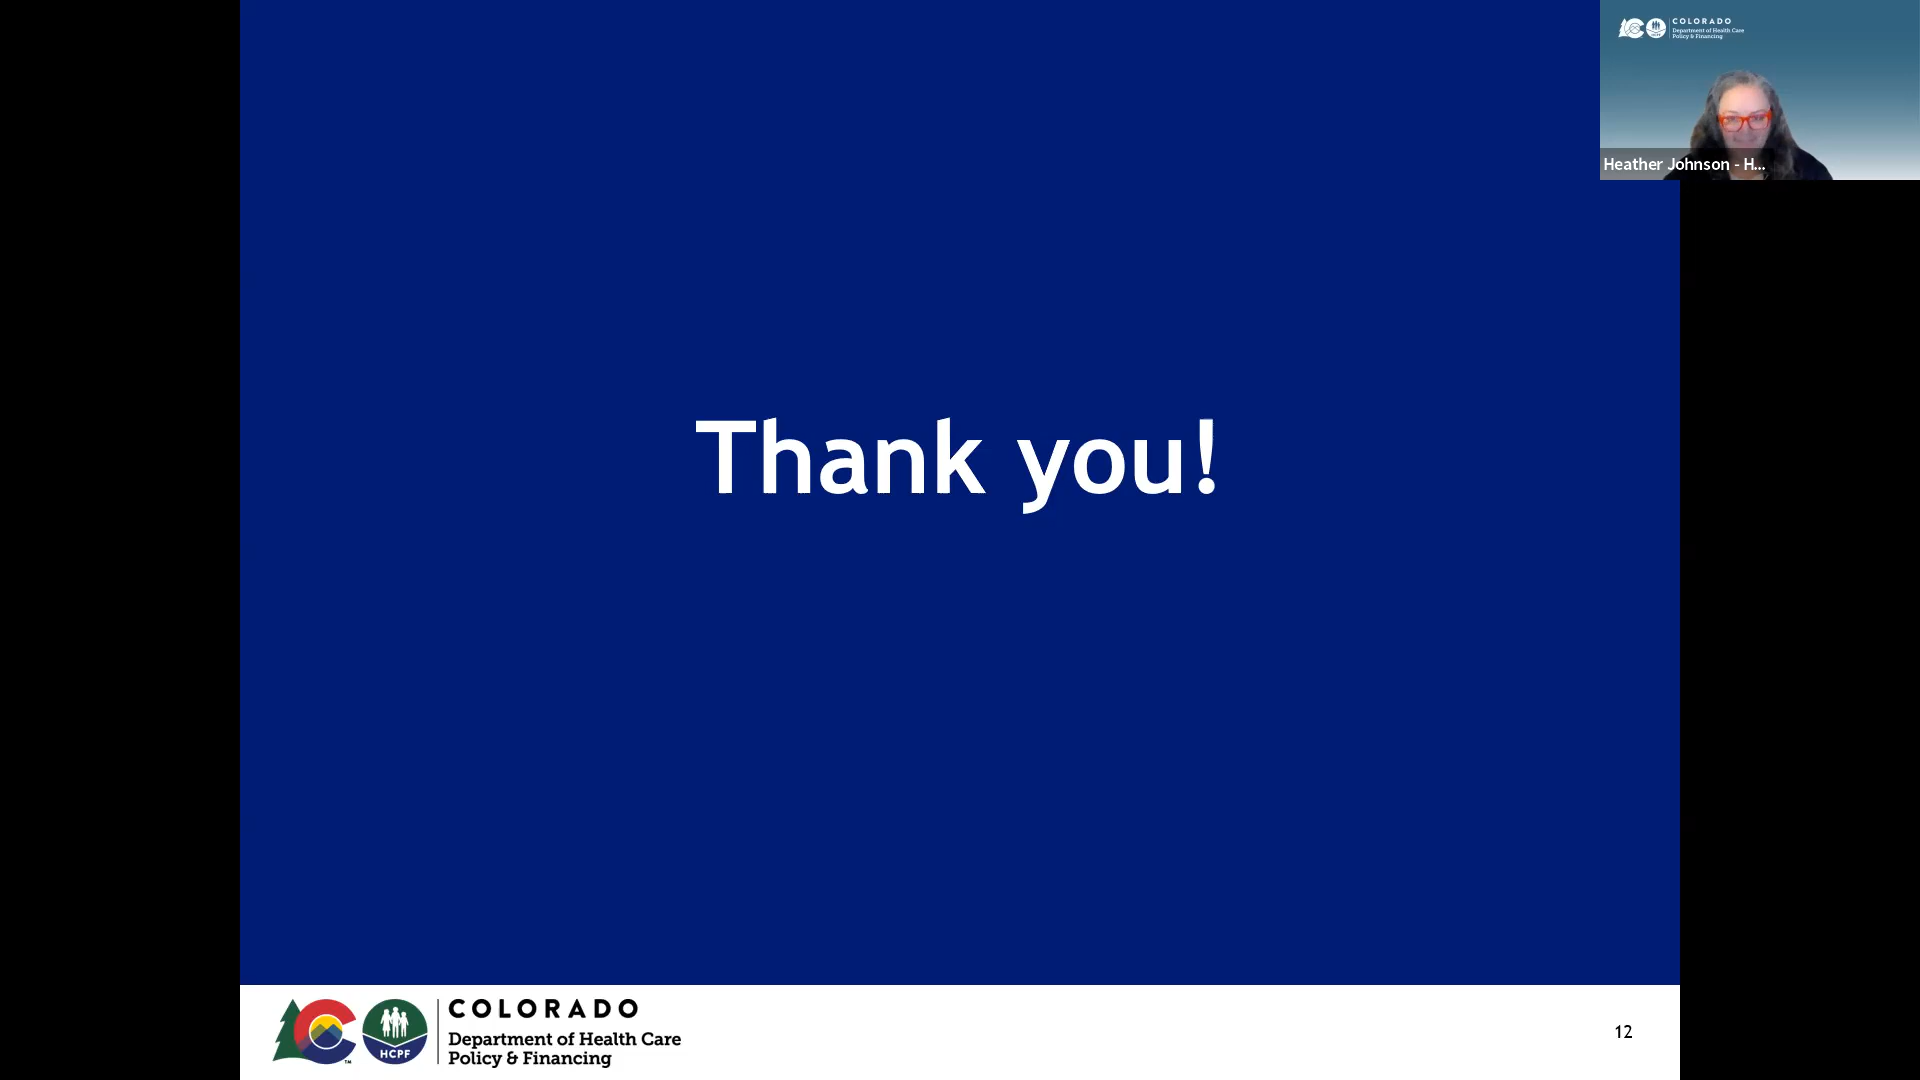 COLORADO
Department of Health Care
Policy & Financing
Heather Johnson - H...
Thank you!
HCPF
TM
COLORADO
Department of Health Care
Policy & Financing
12